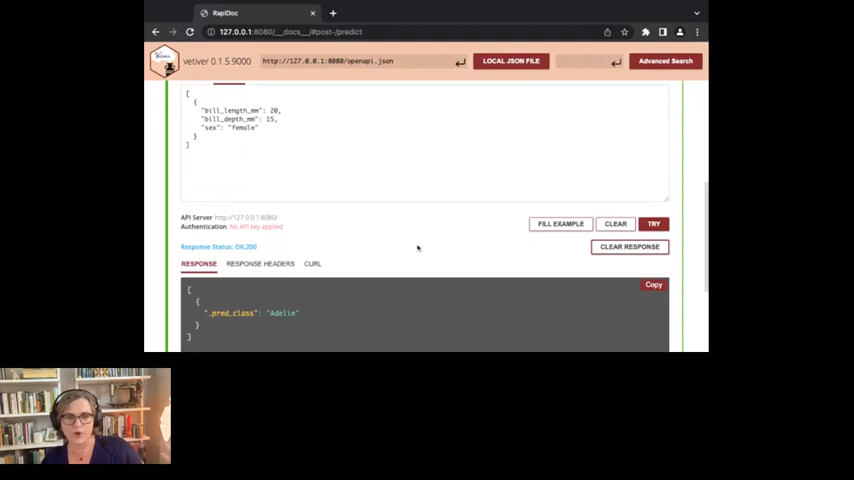 RapiDoc
127.0.0.1:8080/__docs__/#post-/predict
vetiver 0.1.5.9000
http://127.0.0.1:8080/openapi.json
LOCAL JSON FILE
Advanced Search
[
{
"bill_length_mm": 20,
"bill_depth_mm": 15,
"sex": "female"
}
]
API Server http://127.0.0.1:8080/
Authentication No API key applied
FILL EXAMPLE
CLEAR
TRY
Response Status: OK:200
CLEAR RESPONSE
RESPONSE
RESPONSE HEADERS
CURL
Copy
[
{
".pred_class": "Adelie"
}
]